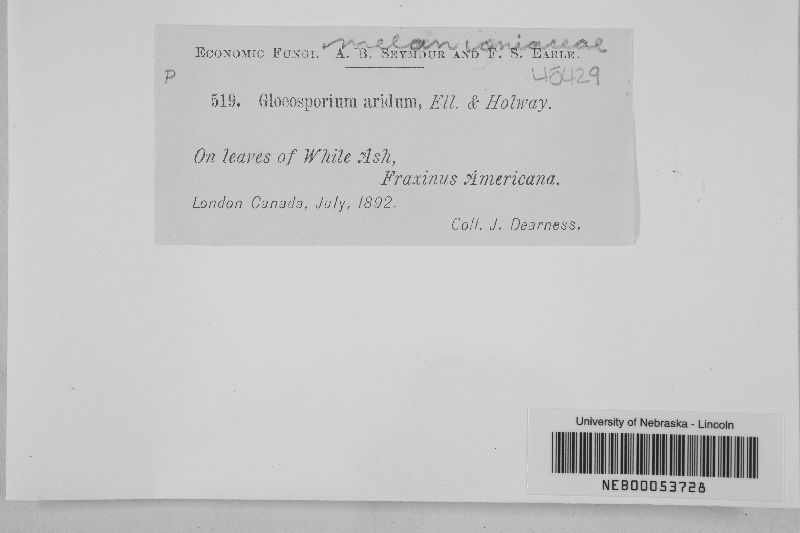 melanconiaceae
Economic Fungi. A. B. Seymour and F. S. Earle.
P
45429
519. Gloeosporium aridum, Ell. & Holway.
On leaves of White Ash,
Fraxinus Americana.
London Canada, July, 1892.
Coll. J. Dearness.
University of Nebraska - Lincoln
NEB00053728